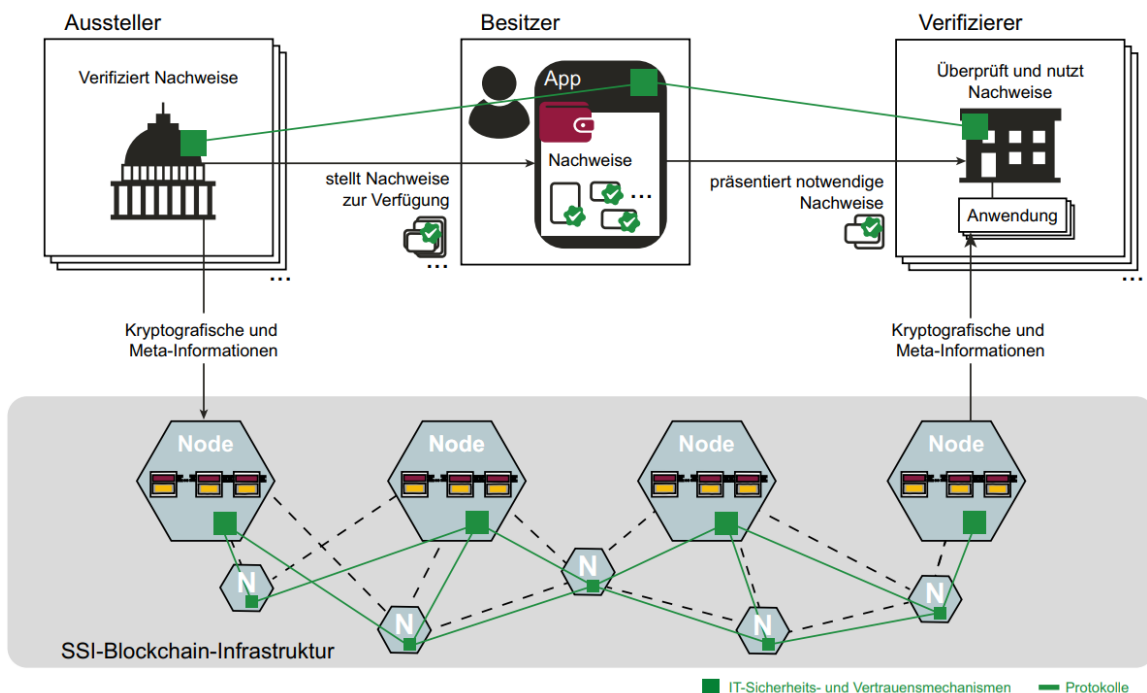 Aussteller
Besitzer
Verifizierer
Verifiziert Nachweise
App
Überprüft und nutzt
Nachweise
Nachweise
...
stellt Nachweise
zur Verfügung
...
präsentiert notwendige
Nachweise
Anwendung
...
...
Kryptografische und
Meta-Informationen
Kryptografische und
Meta-Informationen
Node
Node
Node
Node
N
N
N
N
N
SSI-Blockchain-Infrastruktur
IT-Sicherheits- und Vertrauensmechanismen
Protokolle